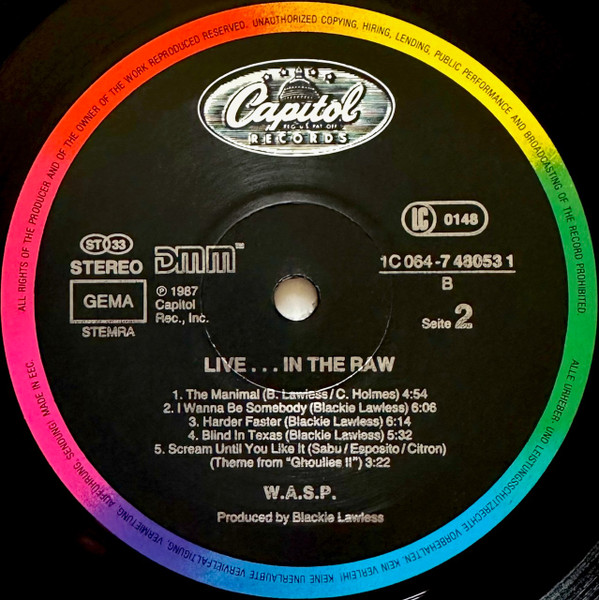 ALL RIGHTS OF THE PRODUCER AND OF THE OWNER OF THE WORK REPRODUCED RESERVED. UNAUTHORIZED COPYING, HIRING, LENDING, PUBLIC PERFORMANCE AND BROADCASTING OF THE RECORD PROHIBITED.
Capitol
REG. U.S. PAT. OFF.
RECORDS
LC 0148
ST 33
STEREO
DMM™
GEMA
STEMRA
℗ 1987
Capitol
Rec., Inc.
1C 064-7 48053 1
B
Seite 2
LIVE . . . IN THE RAW
1. The Manimal (B. Lawless / C. Holmes) 4:54
2. I Wanna Be Somebody (Blackie Lawless) 6:06
3. Harder Faster (Blackie Lawless) 6:14
4. Blind In Texas (Blackie Lawless) 5:32
5. Scream Until You Like It (Sabu / Esposito / Citron)
(Theme from "Ghoulies II") 3:22
W.A.S.P.
Produced by Blackie Lawless
ALLE URHEBER- UND LEISTUNGSSCHUTZRECHTE VORBEHALTEN. KEIN VERLEIH! KEINE UNERLAUBTE VERVIELFÄLTIGUNG, VERMIETUNG, AUFFÜHRUNG, SENDUNG! MADE IN EEC.